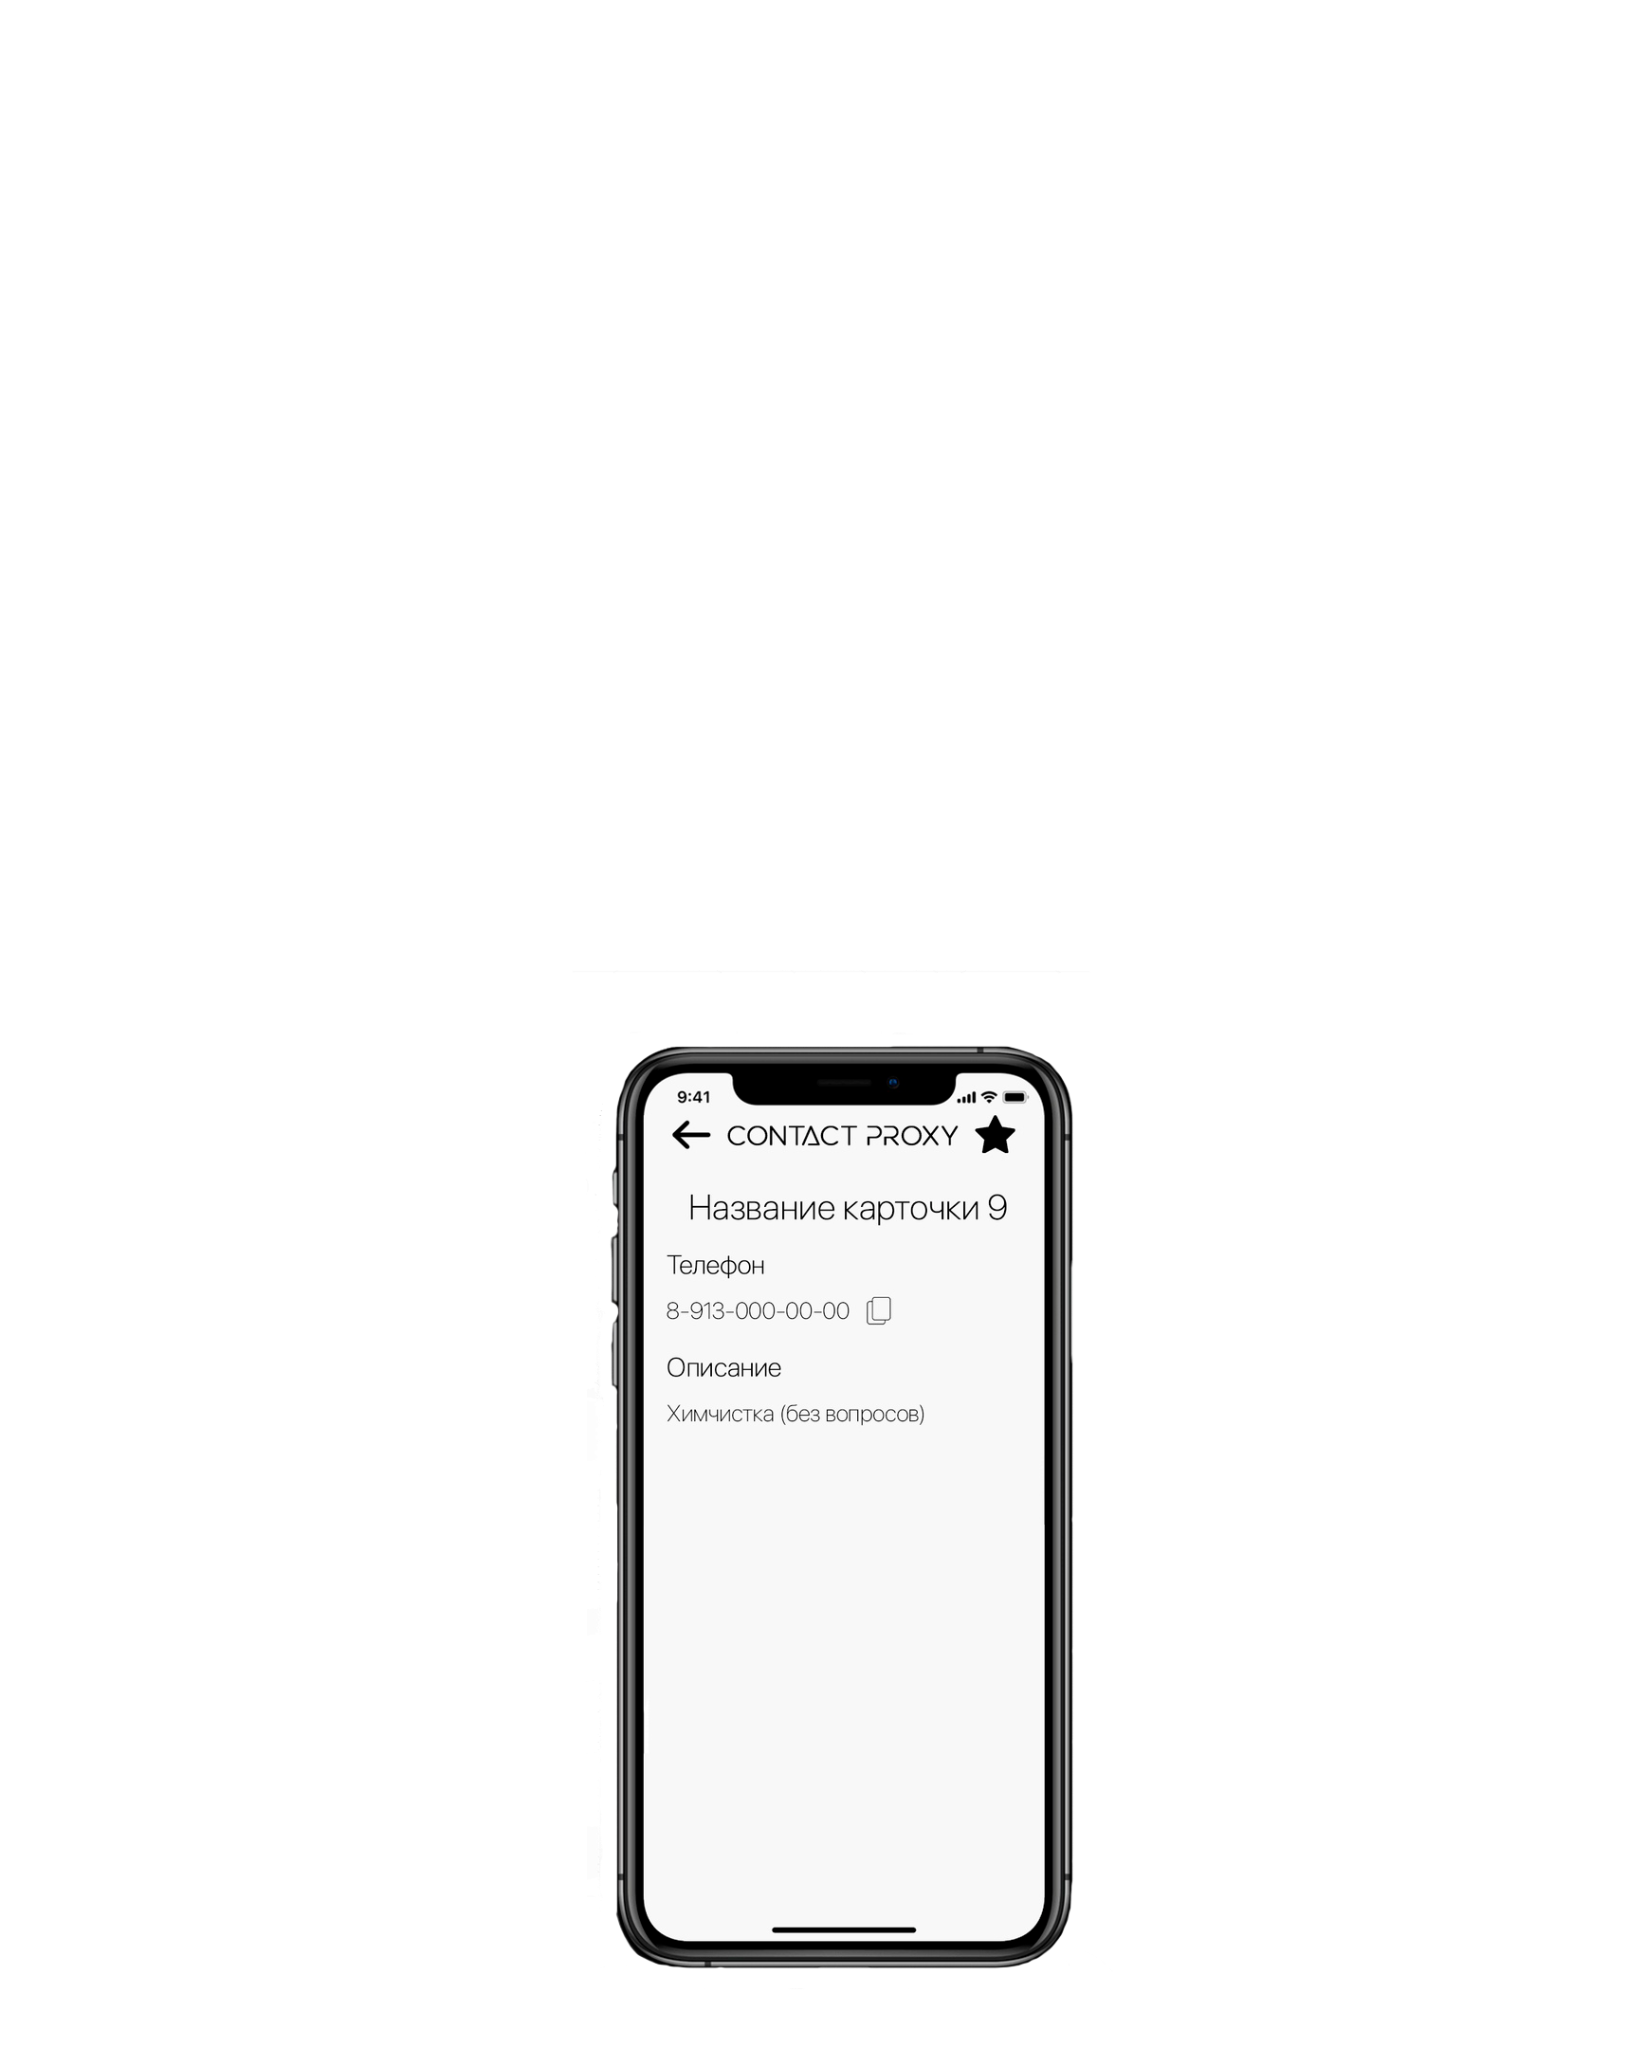 9:41
CONTACT PROXY
Название карточки 9
Телефон
8-913-000-00-00
Описание
Химчистка (без вопросов)